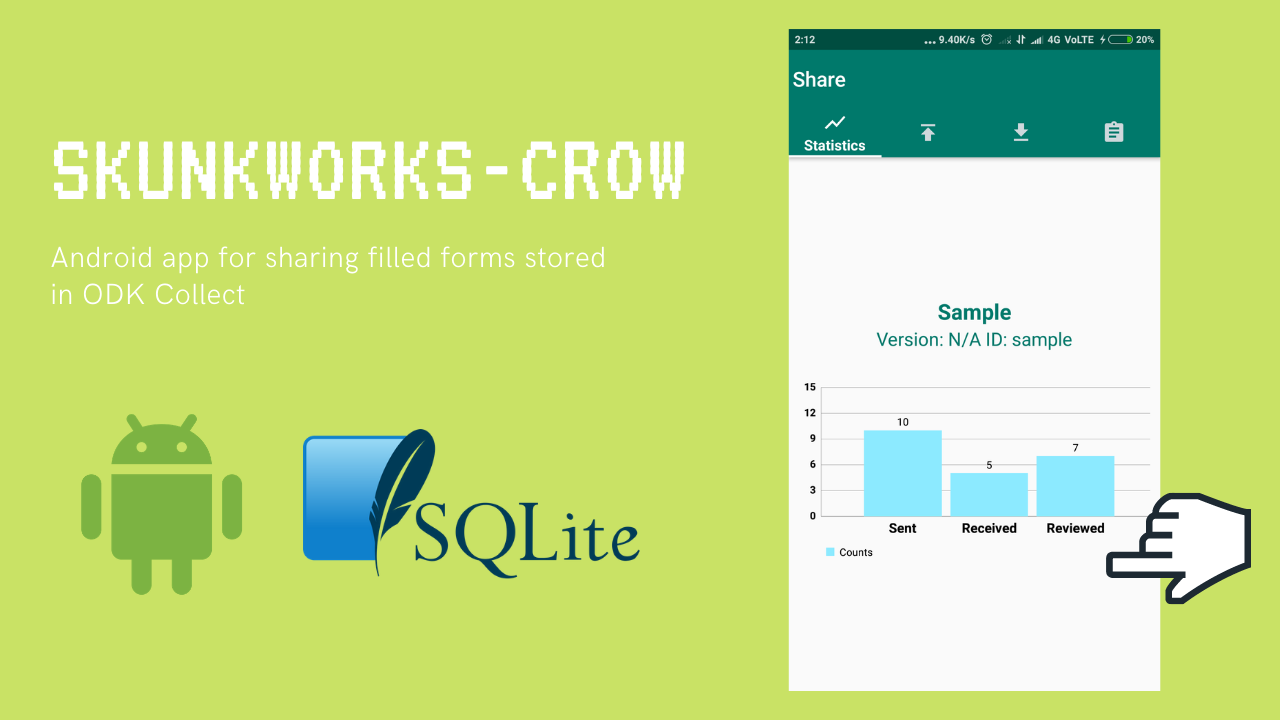 SKUNKWORKS-CROW
Android app for sharing filled forms stored
in ODK Collect
SQLite
2:12 ... 9.40K/s 4G VoLTE 20%
Share
Statistics
Sample
Version: N/A ID: sample
15
12
9
6
3
0
10
5
7
Sent Received Reviewed
Counts